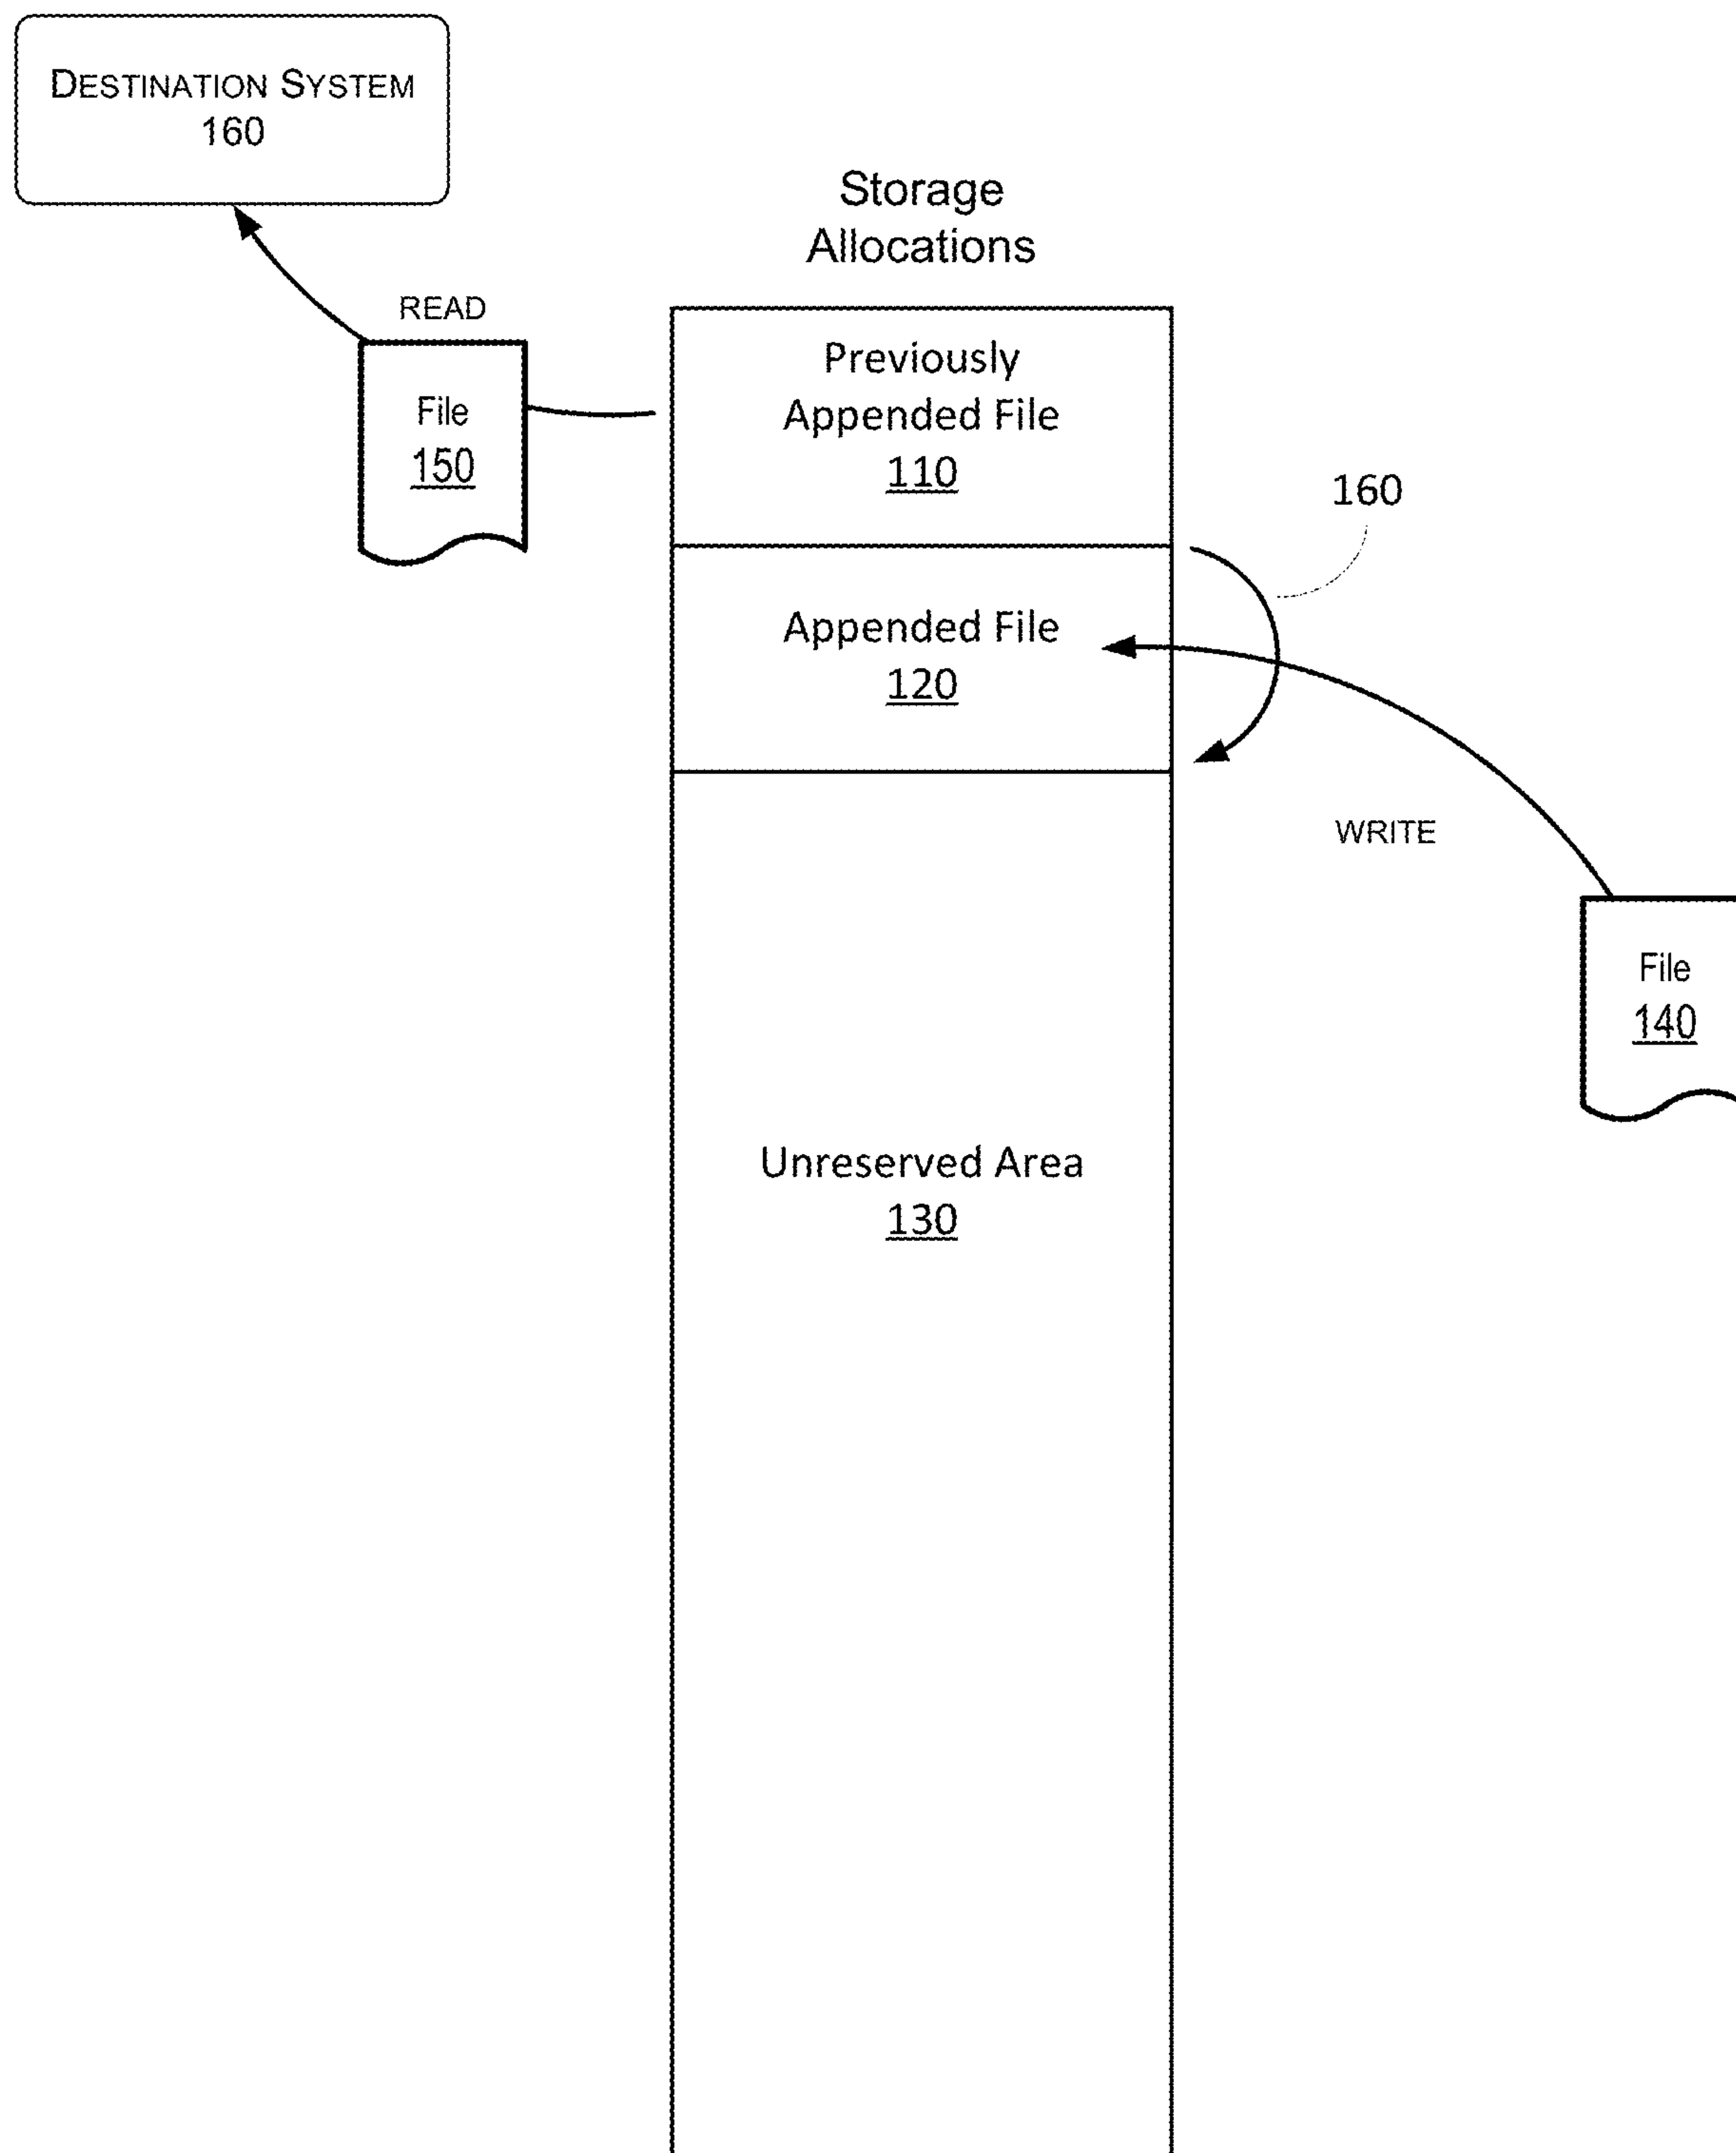 DESTINATION SYSTEM
160
Storage
Allocations
READ
File
150
Previously
Appended File
110
160
Appended File
120
WRITE
File
140
Unreserved Area
130